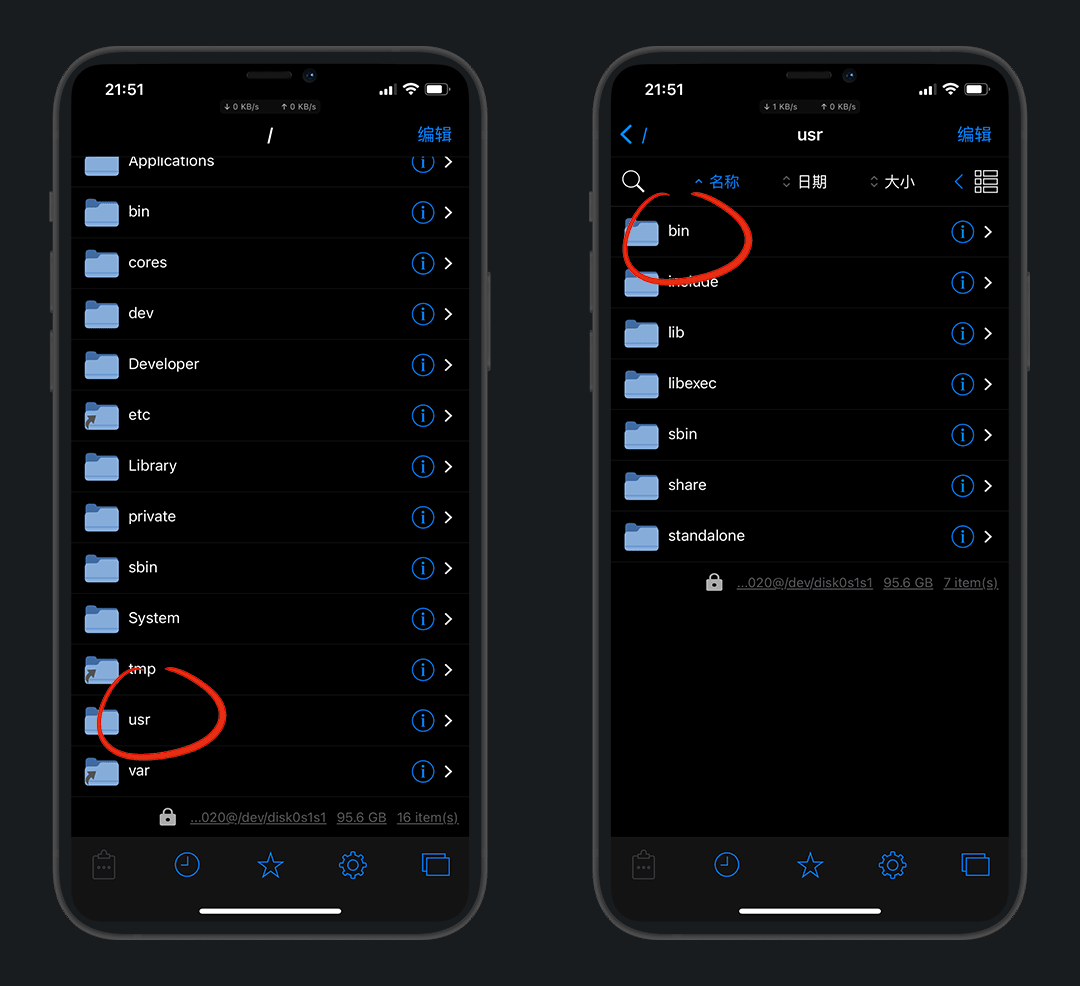 21:51
↓ 0 KB/s ↑ 0 KB/s
/ 编辑
Applications
bin
cores
dev
Developer
etc
Library
private
sbin
System
tmp
usr
var
...020@/dev/disk0s1s1 95.6 GB 16 item(s)
21:51
↓ 1 KB/s ↑ 0 KB/s
/ usr 编辑
名称 日期 大小
bin
include
lib
libexec
sbin
share
standalone
...020@/dev/disk0s1s1 95.6 GB 7 item(s)